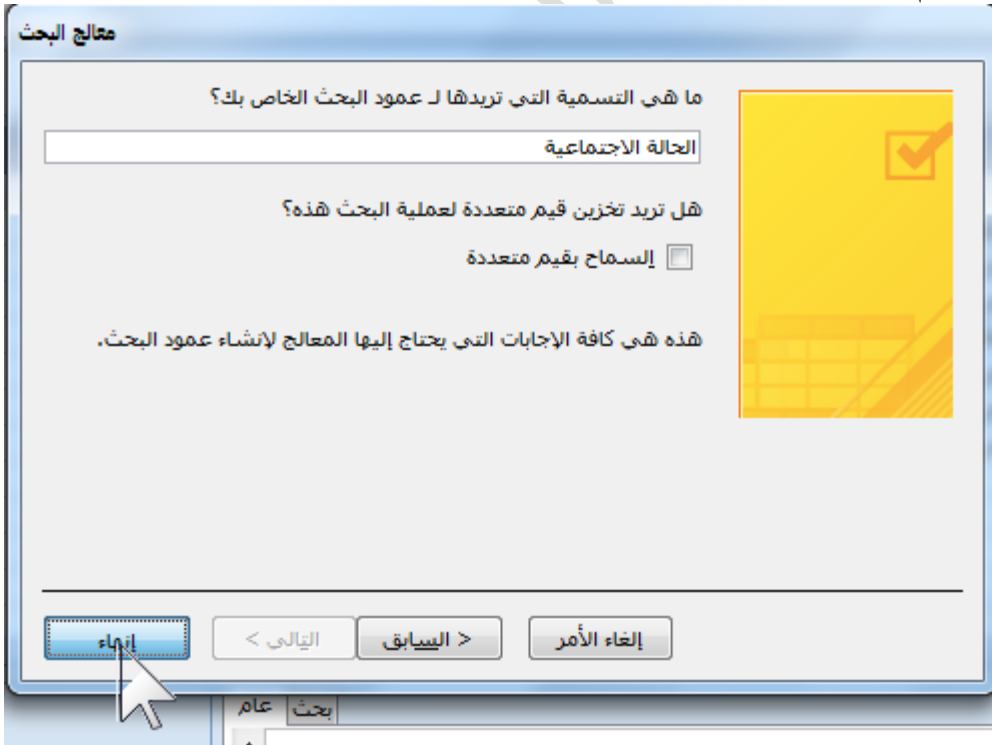 معالج البحث
ما هي التسمية التي تريدها لـ عمود البحث الخاص بك؟
الحالة الاجتماعية
هل تريد تخزين قيم متعددة لعملية البحث هذه؟
السماح بقيم متعددة
هذه هي كافة الإجابات التي يحتاج إليها المعالج لإنشاء عمود البحث.
إلغاء الأمر
< السابق
التالي >
إنهاء
بحث
عام